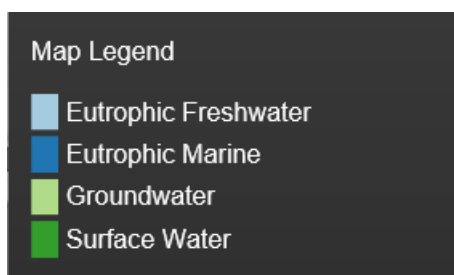 Map Legend
Eutrophic Freshwater
Eutrophic Marine
Groundwater
Surface Water